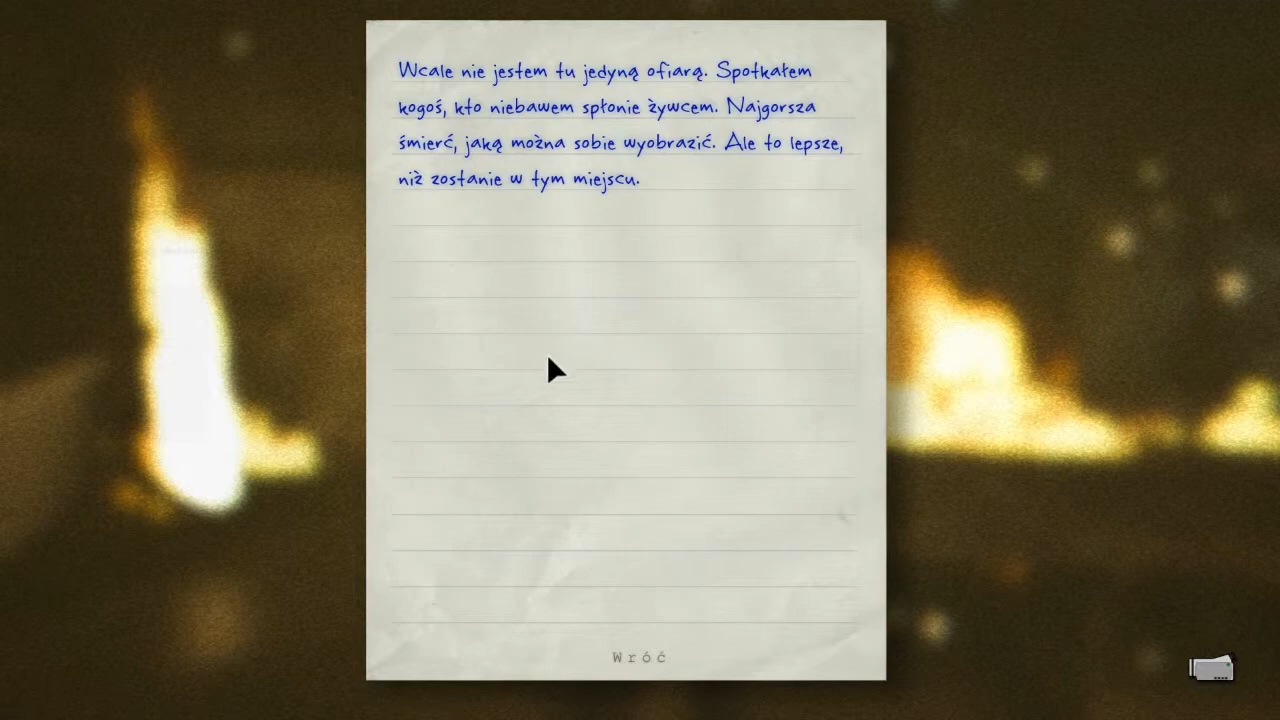 Wcale nie jestem tu jedyną ofiarą. Spotkałem
kogoś, kto niebawem spłonie żywcem. Najgorsza
śmierć, jaką można sobie wyobrazić. Ale to lepsze,
niż zostanie w tym miejscu.
Wróć